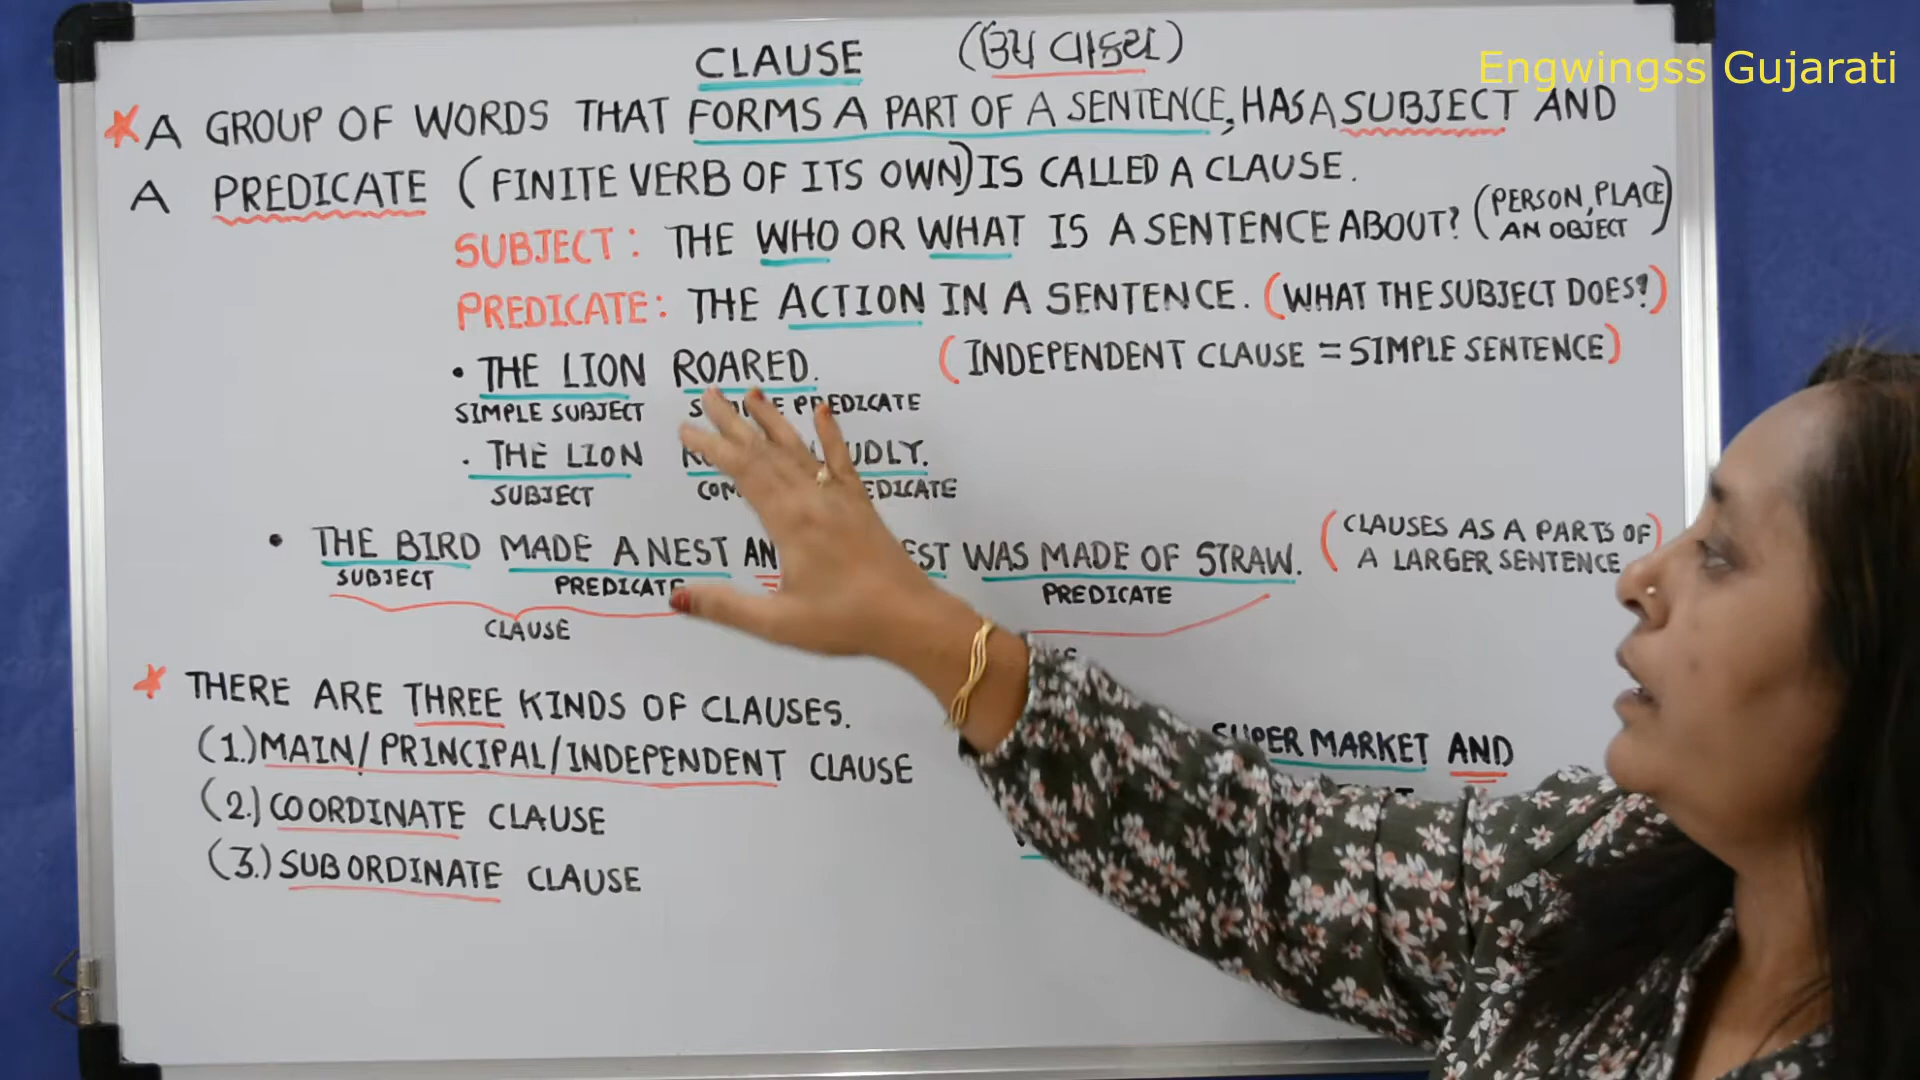 CLAUSE (ઉપ વાક્ય)
Engwingss Gujarati
A GROUP OF WORDS THAT FORMS A PART OF A SENTENCE, HAS A SUBJECT AND
A PREDICATE (FINITE VERB OF ITS OWN) IS CALLED A CLAUSE.
SUBJECT: THE WHO OR WHAT IS A SENTENCE ABOUT? (PERSON, PLACE
AN OBJECT)
PREDICATE: THE ACTION IN A SENTENCE. (WHAT THE SUBJECT DOES?)
• THE LION ROARED. (INDEPENDENT CLAUSE = SIMPLE SENTENCE)
SIMPLE SUBJECT PREDICATE
. THE LION
SUBJECT
• THE BIRD MADE A NEST WAS MADE OF STRAW. (CLAUSES AS A PARTS OF
A LARGER SENTENCE)
SUBJECT PREDICATE PREDICATE
CLAUSE
THERE ARE THREE KINDS OF CLAUSES.
(1.) MAIN/PRINCIPAL/INDEPENDENT CLAUSE
SUPER MARKET AND
(2.) COORDINATE CLAUSE
(3.) SUBORDINATE CLAUSE